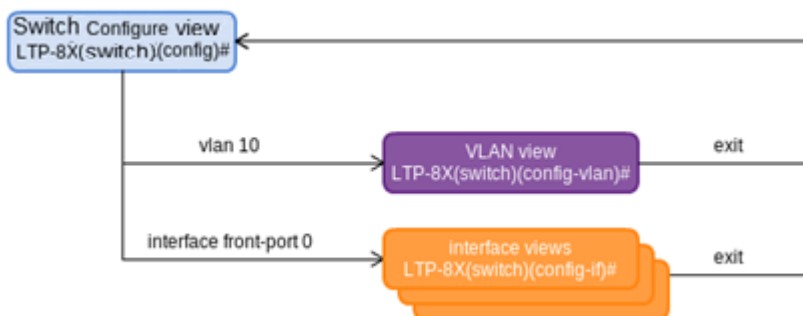 Switch Configure view
LTP-8X(switch)(config)#
vlan 10
VLAN view
LTP-8X(switch)(config-vlan)#
exit
interface front-port 0
interface views
LTP-8X(switch)(config-if)#
exit